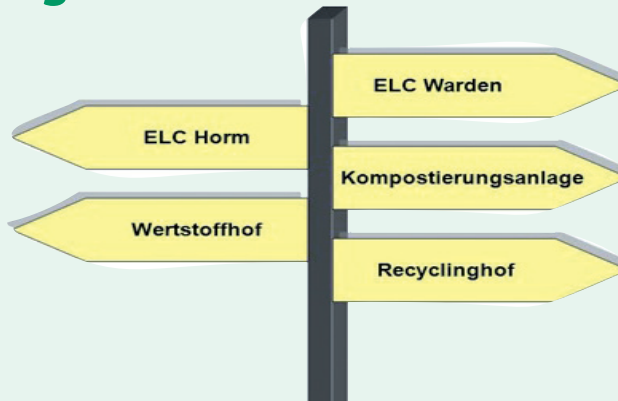 ELC Warden
ELC Horm
Kompostierungsanlage
Wertstoffhof
Recyclinghof